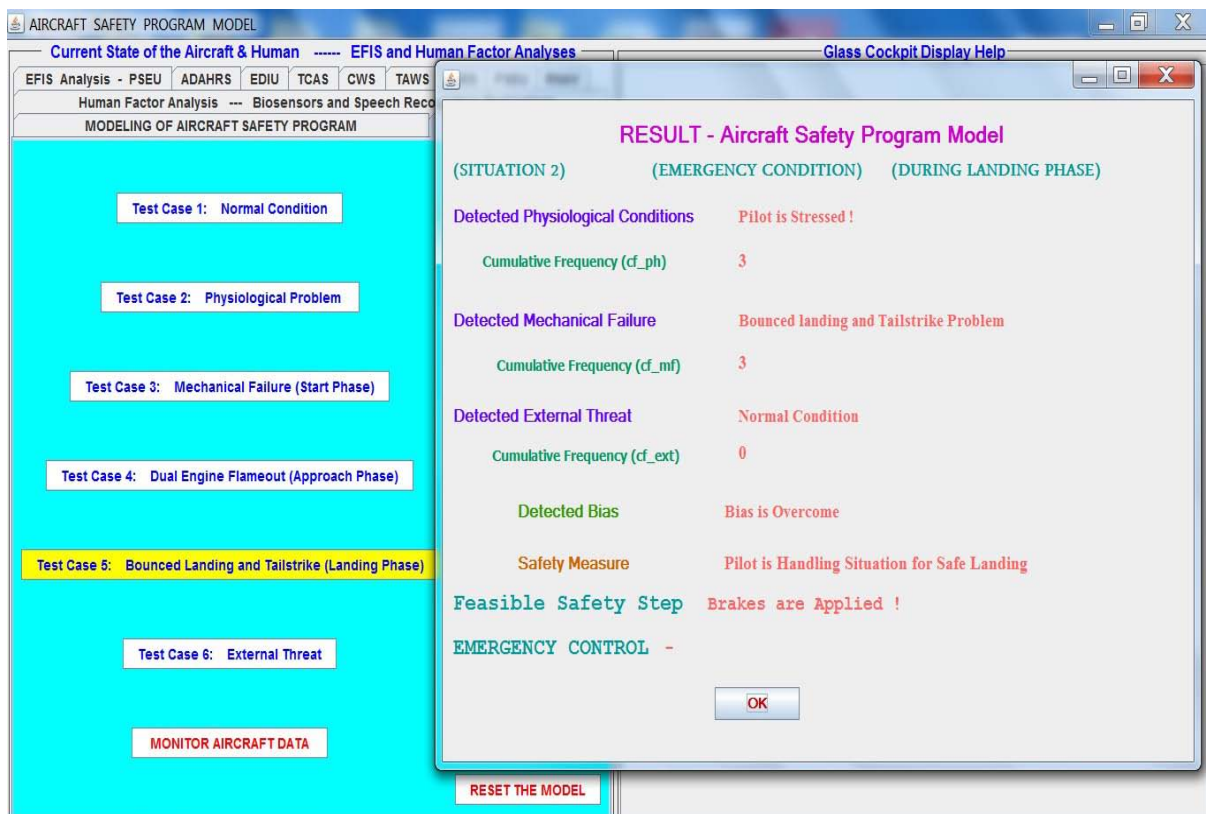 AIRCRAFT SAFETY PROGRAM MODEL
Current State of the Aircraft & Human ------ EFIS and Human Factor Analyses
Glass Cockpit Display Help
EFIS Analysis - PSEU ADAHRS EDIU TCAS CWS TAWS
Human Factor Analysis --- Biosensors and Speech Reco
MODELING OF AIRCRAFT SAFETY PROGRAM
Test Case 1: Normal Condition
Test Case 2: Physiological Problem
Test Case 3: Mechanical Failure (Start Phase)
Test Case 4: Dual Engine Flameout (Approach Phase)
Test Case 5: Bounced Landing and Tailstrike (Landing Phase)
Test Case 6: External Threat
MONITOR AIRCRAFT DATA
RESET THE MODEL
RESULT - Aircraft Safety Program Model
(SITUATION 2) (EMERGENCY CONDITION) (DURING LANDING PHASE)
Detected Physiological Conditions Pilot is Stressed !
Cumulative Frequency (cf_ph) 3
Detected Mechanical Failure Bounced landing and Tailstrike Problem
Cumulative Frequency (cf_mf) 3
Detected External Threat Normal Condition
Cumulative Frequency (cf_ext) 0
Detected Bias Bias is Overcome
Safety Measure Pilot is Handling Situation for Safe Landing
Feasible Safety Step Brakes are Applied !
EMERGENCY CONTROL -
OK